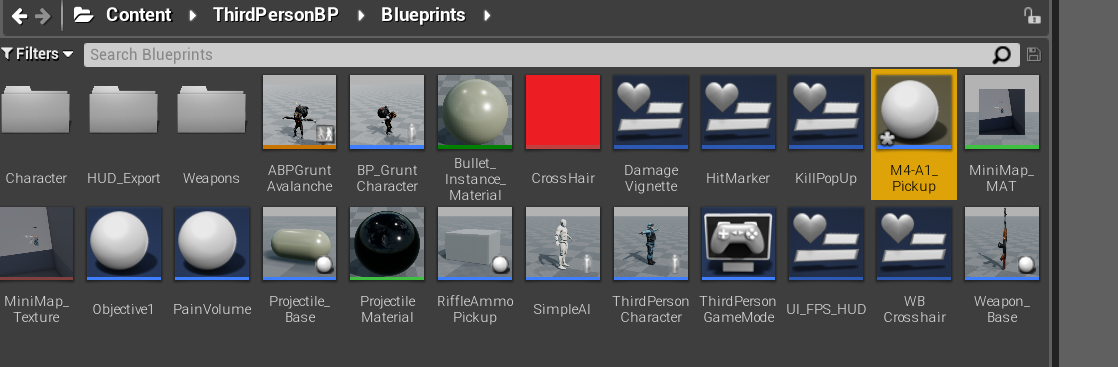 Content ThirdPersonBP Blueprints
Filters Search Blueprints
Character
HUD_Export
Weapons
ABPGrunt
Avalanche
BP_Grunt
Character
Bullet_
Instance_
Material
CrossHair
Damage
Vignette
HitMarker
KillPopUp
M4-A1_
Pickup
MiniMap_
MAT
MiniMap_
Texture
Objective1
PainVolume
Projectile_
Base
Projectile
Material
RiffleAmmo
Pickup
SimpleAI
ThirdPerson
Character
ThirdPerson
GameMode
UI_FPS_HUD
WB
Crosshair
Weapon_
Base